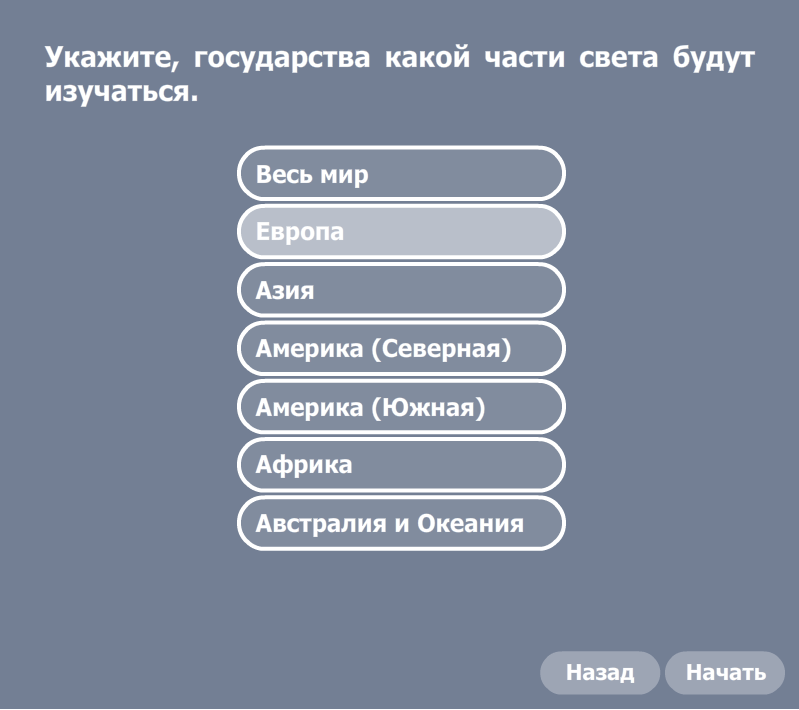 Укажите, государства какой части света будут
изучаться.
Весь мир
Европа
Азия
Америка (Северная)
Америка (Южная)
Африка
Австралия и Океания
Назад Начать